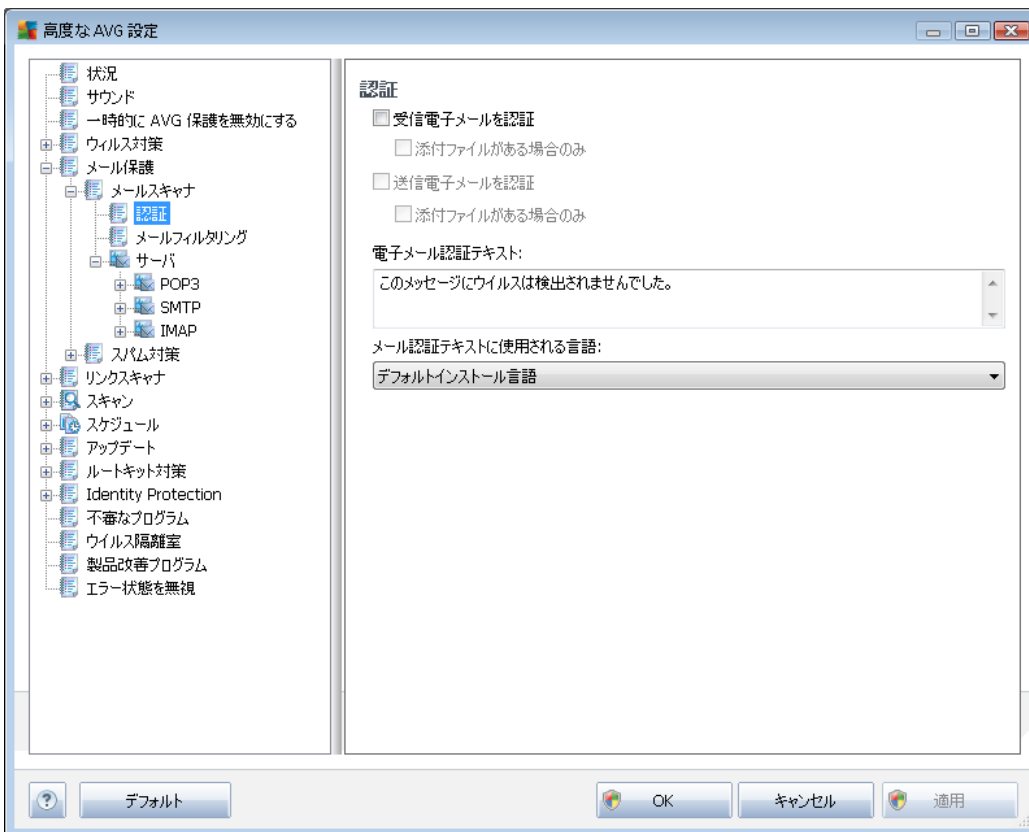 高度な AVG 設定
状況
サウンド
一時的に AVG 保護を無効にする
ウィルス対策
メール保護
メールスキャナ
認証
メールフィルタリング
サーバ
POP3
SMTP
IMAP
スパム対策
リンクスキャナ
スキャン
スケジュール
アップデート
ルートキット対策
Identity Protection
不審なプログラム
ウイルス隔離室
製品改善プログラム
エラー状態を無視
認証
受信電子メールを認証
添付ファイルがある場合のみ
送信電子メールを認証
添付ファイルがある場合のみ
電子メール認証テキスト:
このメッセージにウイルスは検出されませんでした。
メール認証テキストに使用される言語:
デフォルトインストール言語
?
デフォルト
OK
キャンセル
適用